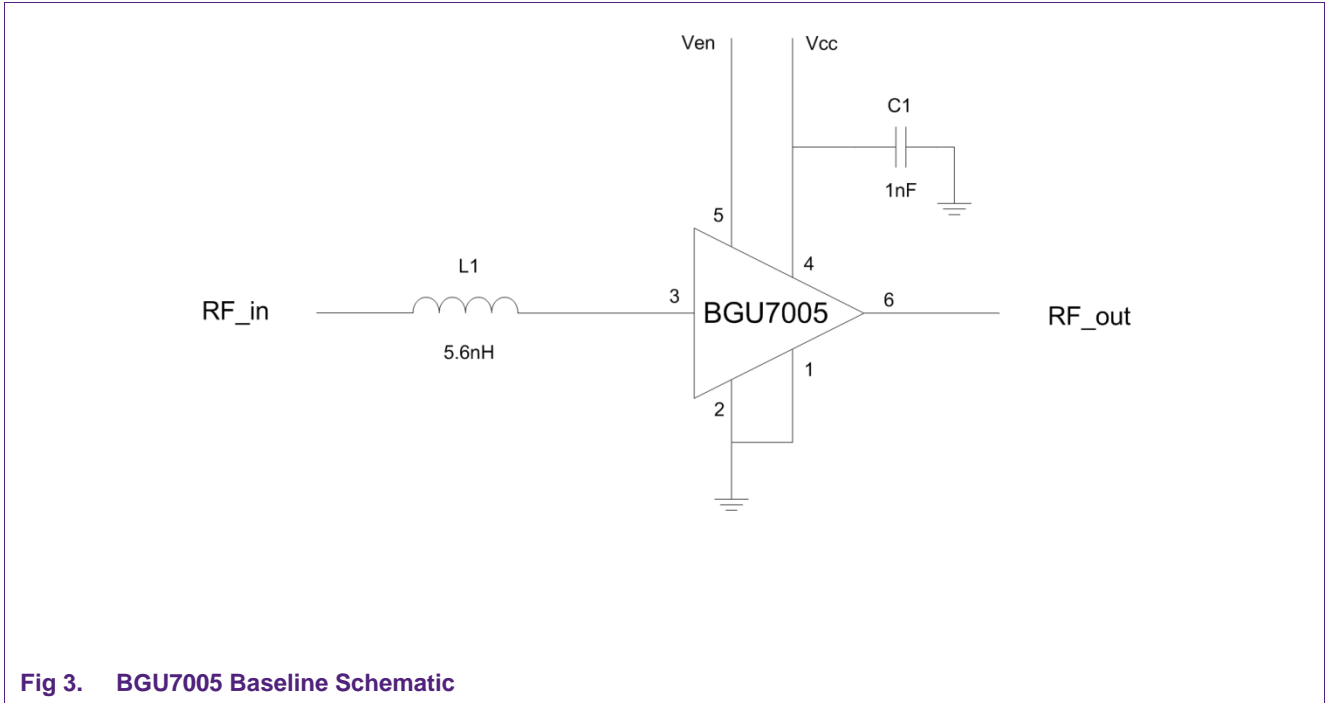 Ven
Vcc
C1
1nF
5
4
L1
RF_in
3
BGU7005
6
RF_out
5.6nH
1
2
Fig 3. BGU7005 Baseline Schematic